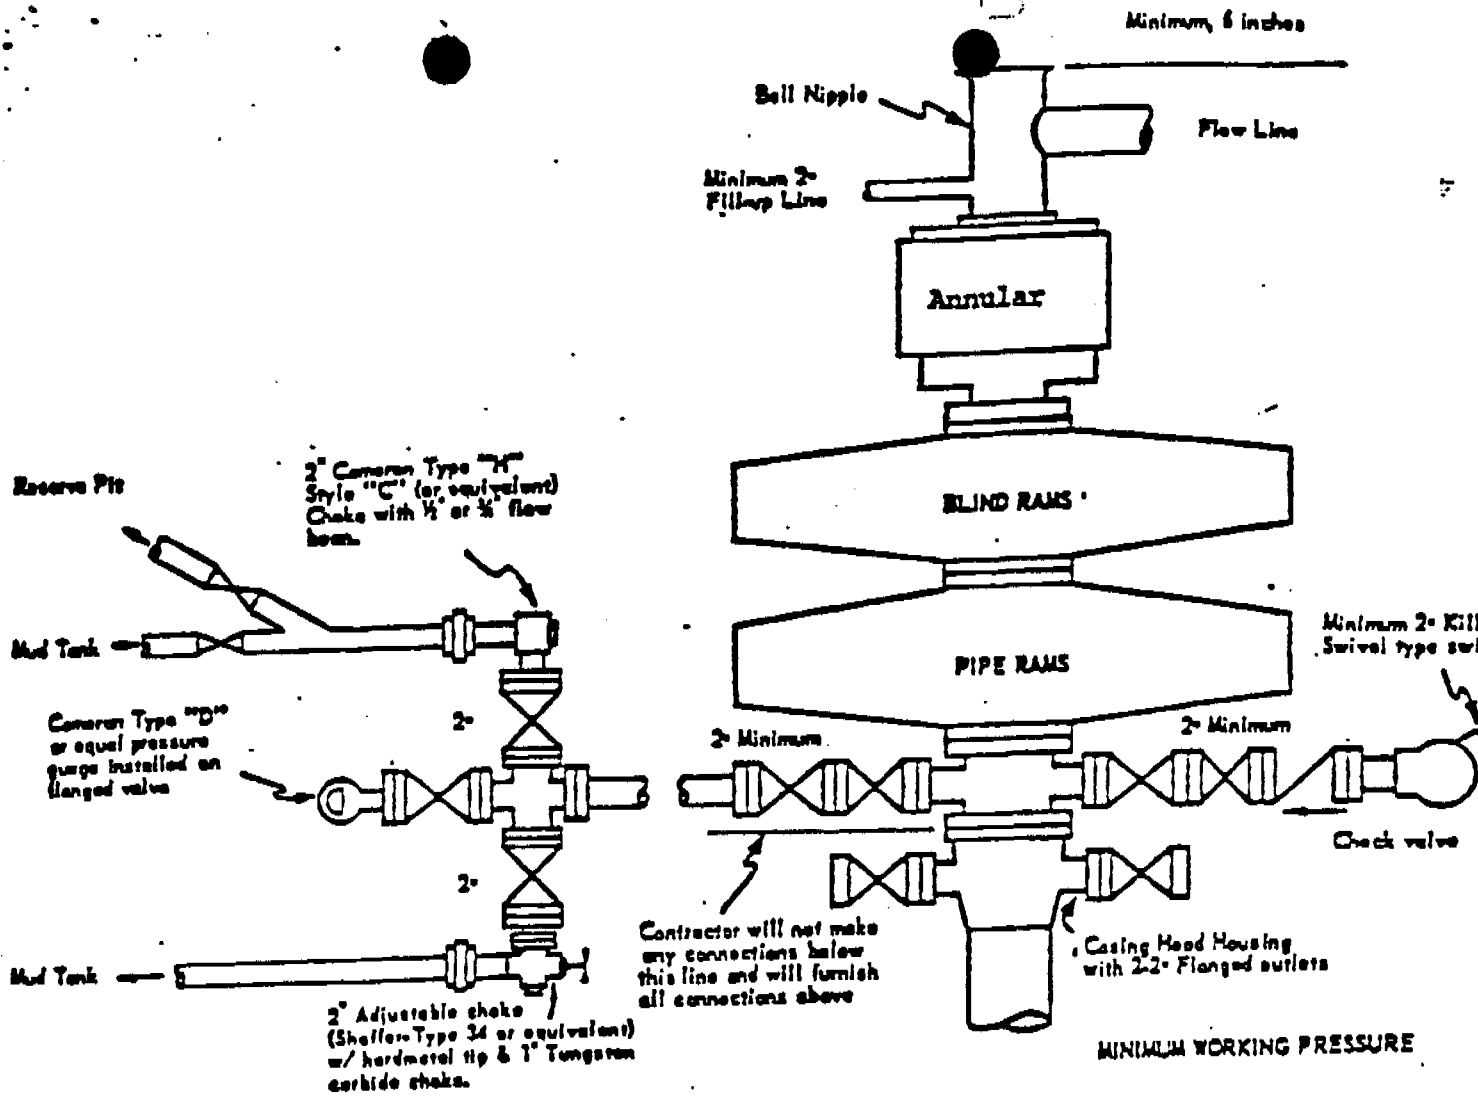 Minimum, 6 inches
Bell Nipple
Flow Line
Minimum 2"
Fillup Line
Annular
2" Cameron Type "H"
Style "C" (or equivalent)
Choke with ½" or ¾" flow
bean.
Reserve Pit
BLIND RAMS
Mud Tank
Minimum 2" Kill
Swivel type
PIPE RAMS
Cameron Type "D"
or equal pressure
guage installed on
flanged valve
2"
2" Minimum
2" Minimum
Check valve
2"
Contractor will not make
any connections below
this line and will furnish
all connections above
Casing Head Housing
with 2-2" Flanged outlets
Mud Tank
2" Adjustable choke
(Shaffer-Type 34 or equivalent)
w/ hardmetal tip & 1" Tungsten
carbide choke.
MINIMUM WORKING PRESSURE